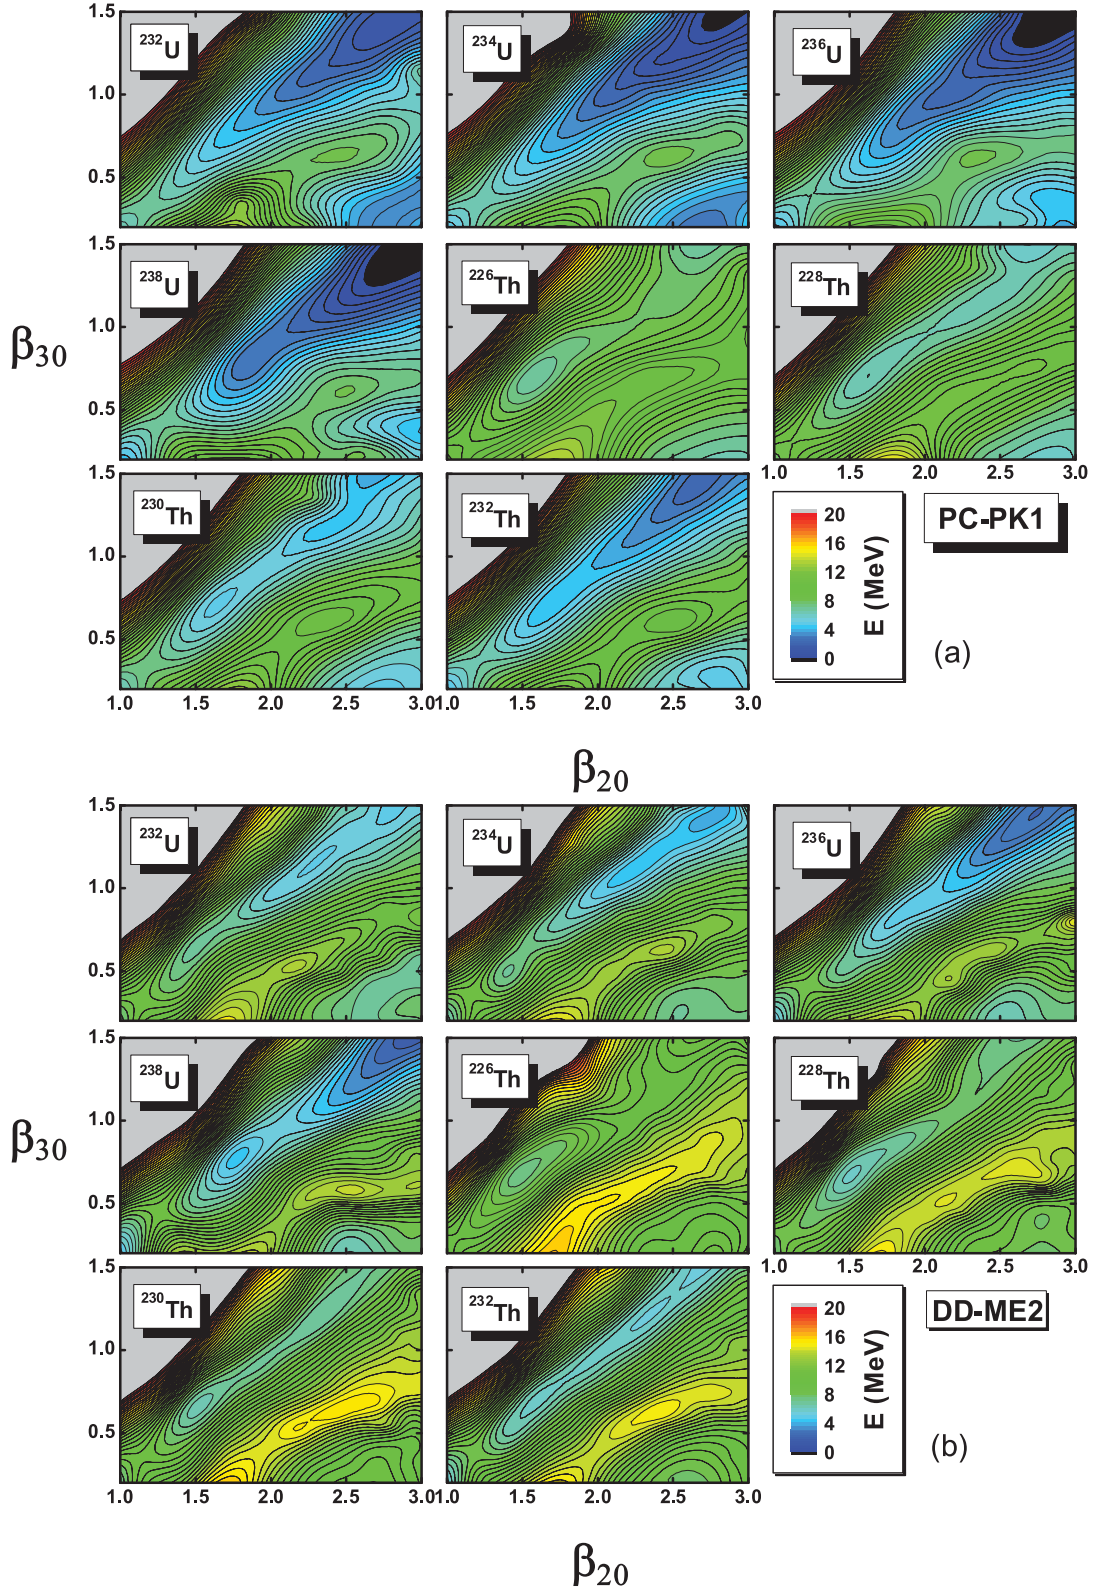 1.5
1.0
0.5
²³²U
²³⁴U
²³⁶U
1.5
1.0
0.5
β₃₀
²³⁸U
²²⁶Th
²²⁸Th
1.0 1.5 2.0 2.5 3.0
1.5
1.0
0.5
²³⁰Th
²³²Th
20
16
12
8
4
0
E (MeV)
PC-PK1
(a)
1.0 1.5 2.0 2.5 3.01.0 1.5 2.0 2.5 3.0
β₂₀
1.5
1.0
0.5
²³²U
²³⁴U
²³⁶U
1.5
1.0
0.5
β₃₀
²³⁸U
²²⁶Th
²²⁸Th
1.0 1.5 2.0 2.5 3.0
1.5
1.0
0.5
²³⁰Th
²³²Th
20
16
12
8
4
0
E (MeV)
DD-ME2
(b)
1.0 1.5 2.0 2.5 3.01.0 1.5 2.0 2.5 3.0
β₂₀